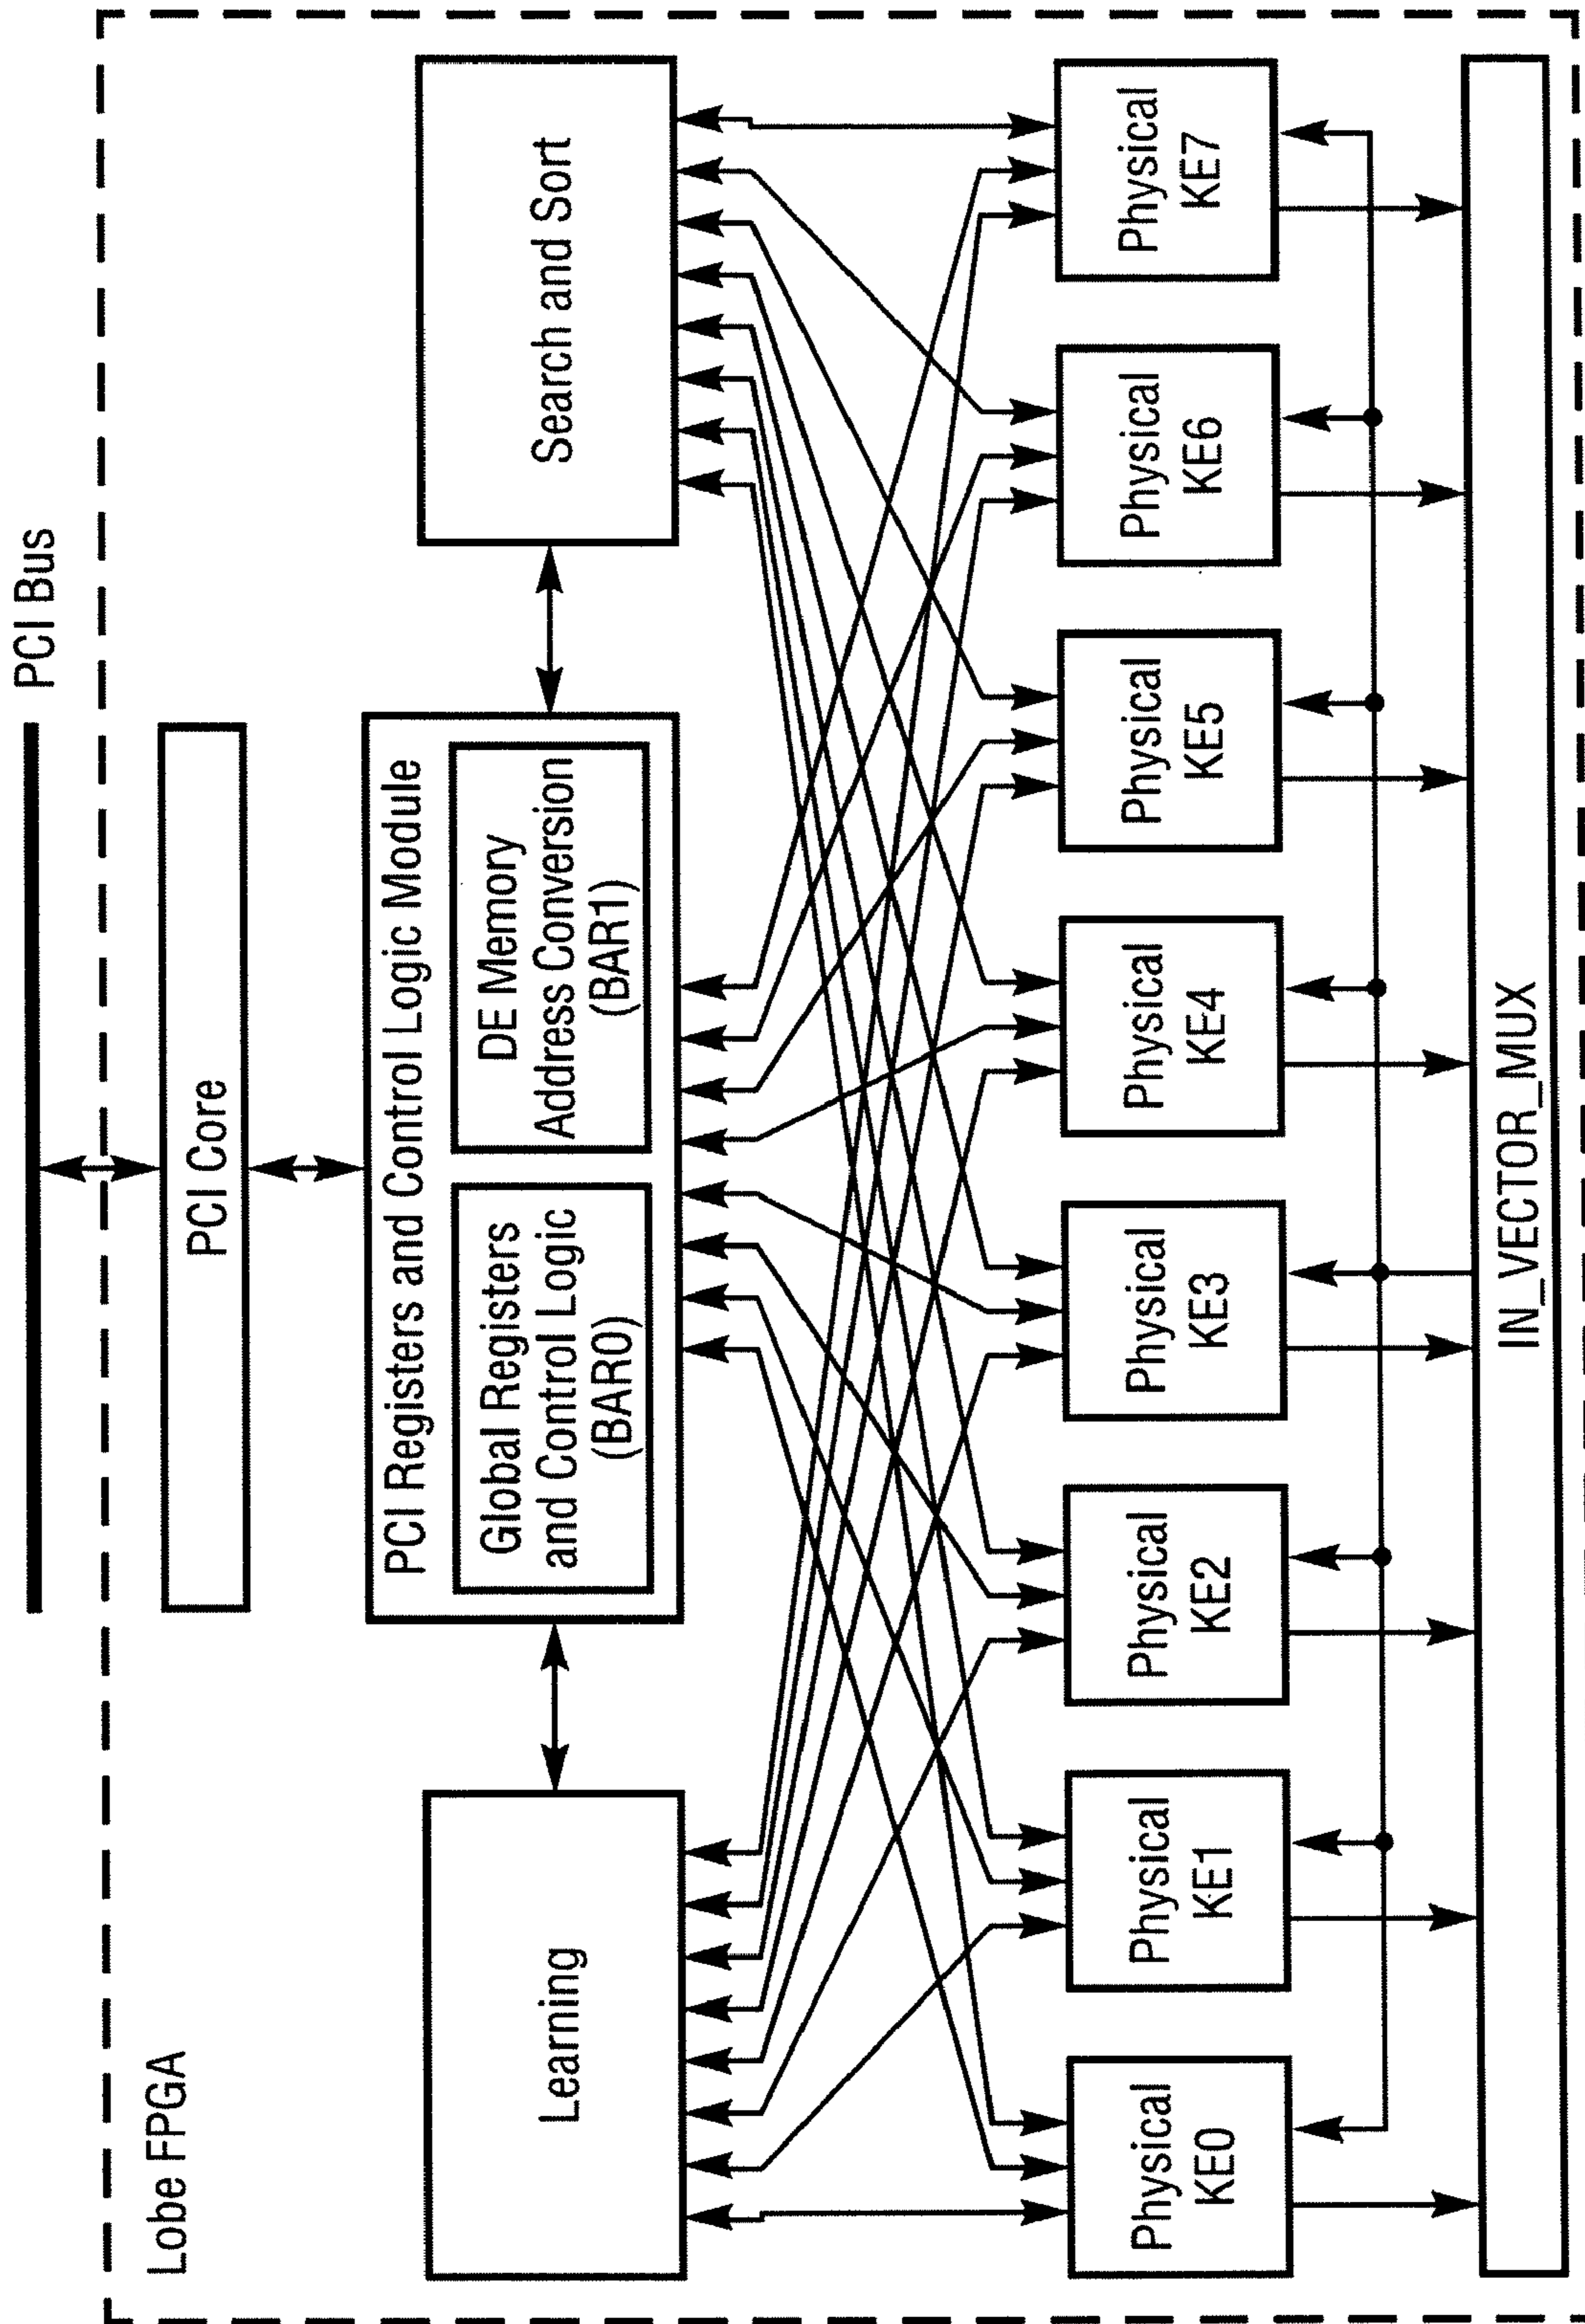 PCI Bus
Lobe FPGA
PCI Core
PCI Registers and Control Logic Module
Learning
Global Registers
and Control Logic
(BAR0)
DE Memory
Address Conversion
(BAR1)
Search and Sort
Physical
KE0
Physical
KE1
Physical
KE2
Physical
KE3
Physical
KE4
Physical
KE5
Physical
KE6
Physical
KE7
IN_VECTOR_MUX